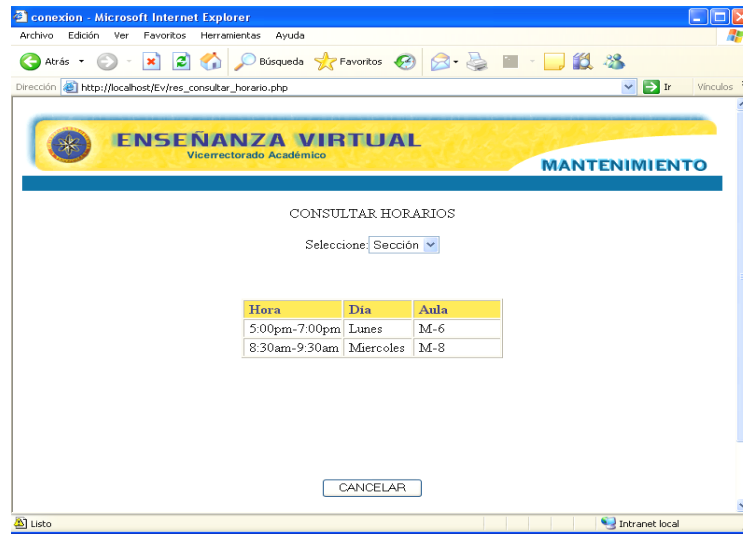 conexion - Microsoft Internet Explorer
Archivo Edición Ver Favoritos Herramientas Ayuda
Atrás Búsqueda Favoritos
Dirección http://localhost/Ev/res_consultar_horario.php Ir Vínculos
ENSEÑANZA VIRTUAL
Vicerrectorado Académico
MANTENIMIENTO
CONSULTAR HORARIOS
Seleccione: Sección
Hora Dia Aula
5:00pm-7:00pm Lunes M-6
8:30am-9:30am Miercoles M-8
CANCELAR
Listo Intranet local